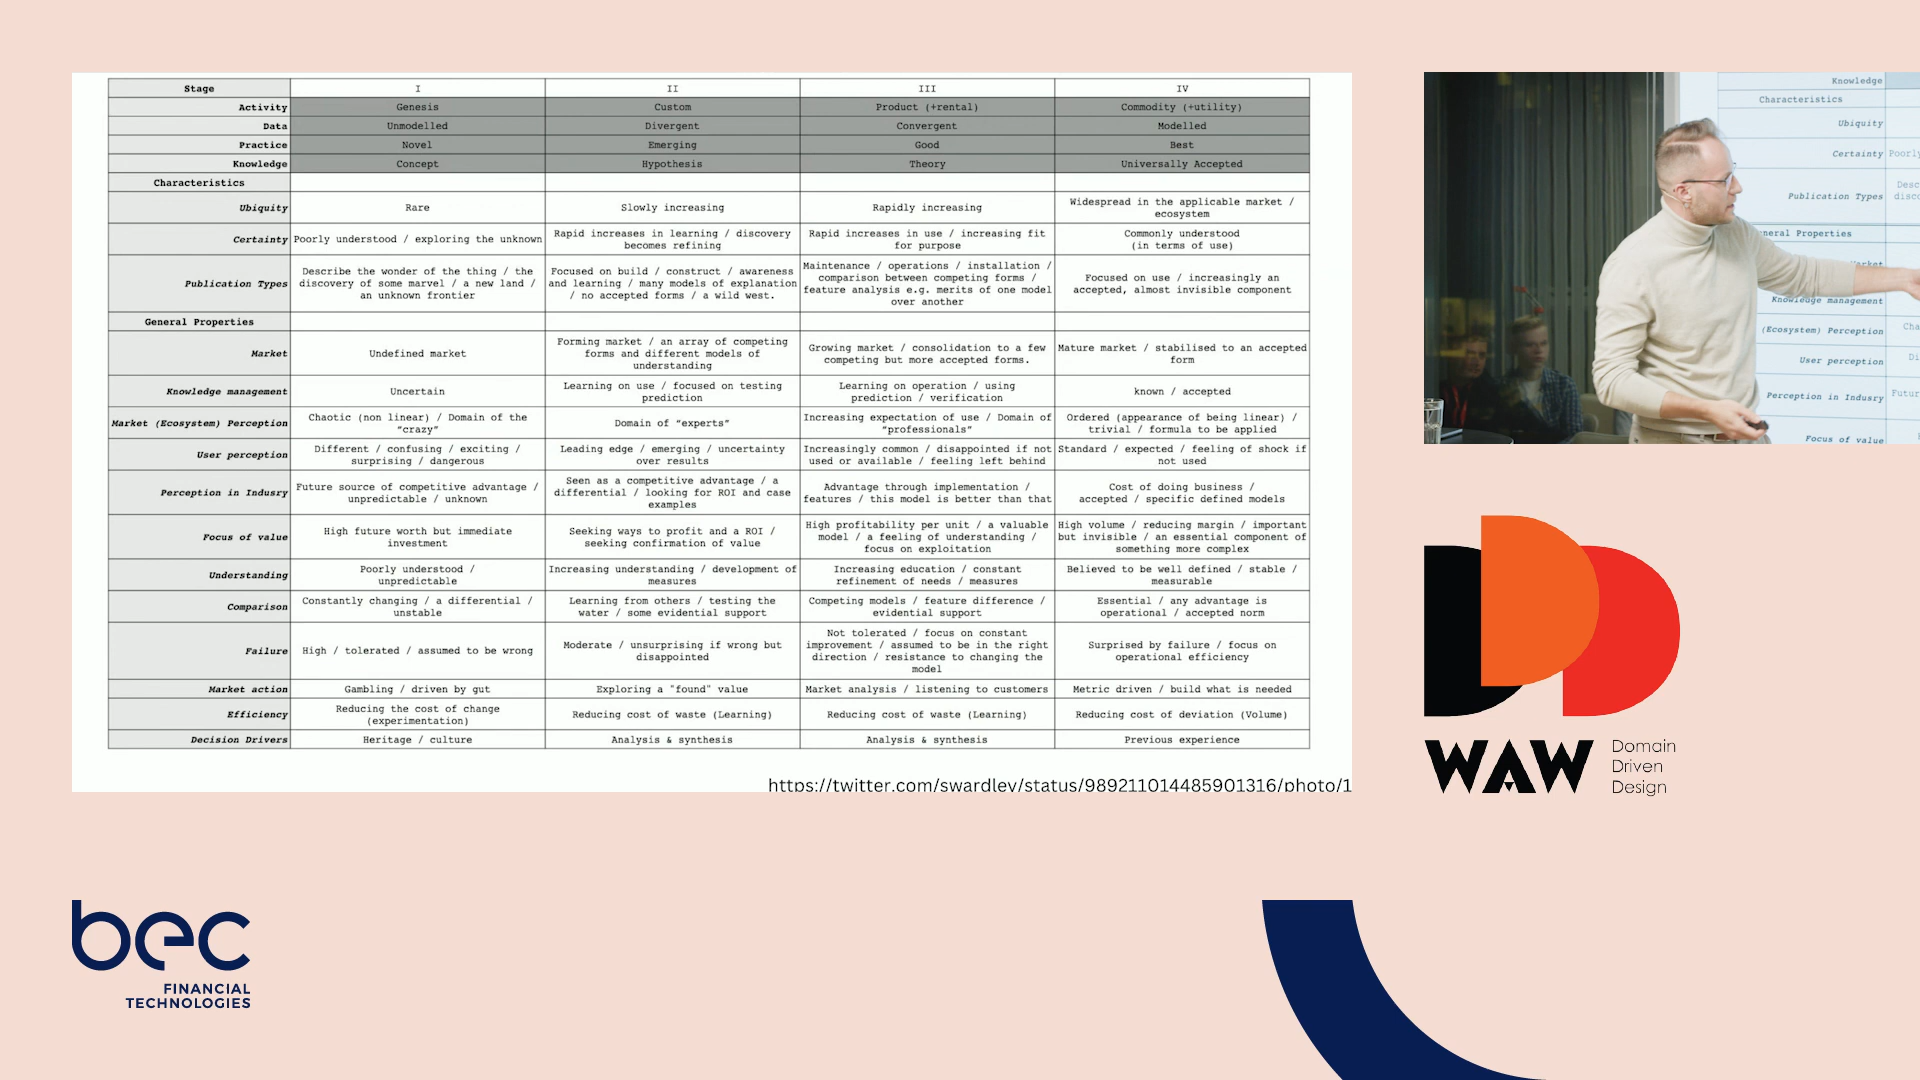 Stage I II III IV
Activity Genesis Custom Product (+rental) Commodity (+utility)
Data Unmodelled Divergent Convergent Modelled
Practice Novel Emerging Good Best
Knowledge Concept Hypothesis Theory Universally Accepted
Characteristics
Ubiquity Rare Slowly increasing Rapidly increasing Widespread in the applicable market /
ecosystem
Certainty Poorly understood / exploring the unknown Rapid increases in learning / discovery
becomes refining
Rapid increases in use / increasing fit
for purpose
Commonly understood
(in terms of use)
Publication Types
Describe the wonder of the thing / the
discovery of some marvel / a new land /
an unknown frontier
Focused on build / construct / awareness
and learning / many models of explanation
/ no accepted forms / a wild west.
Maintenance / operations / installation /
comparison between competing forms /
feature analysis e.g. merits of one model
over another
Focused on use / increasingly an
accepted, almost invisible component
General Properties
Market Undefined market
Forming market / an array of competing
forms and different models of
understanding
Growing market / consolidation to a few
competing but more accepted forms.
Mature market / stabilised to an accepted
form
Knowledge management Uncertain
Learning on use / focused on testing
prediction
Learning on operation / using
prediction / verification
known / accepted
Market (Ecosystem) Perception
Chaotic (non linear) / Domain of the
“crazy”
Domain of “experts”
Increasing expectation of use / Domain of
“professionals”
Ordered (appearance of being linear) /
trivial / formula to be applied
User perception
Different / confusing / exciting /
surprising / dangerous
Leading edge / emerging / uncertainty
over results
Increasingly common / disappointed if not
used or available / feeling left behind
Standard / expected / feeling of shock if
not used
Perception in Indusry
Future source of competitive advantage /
unpredictable / unknown
Seen as a competitive advantage / a
differential / looking for ROI and case
examples
Advantage through implementation /
features / this model is better than that
Cost of doing business /
accepted / specific defined models
Focus of value
High future worth but immediate
investment
Seeking ways to profit and a ROI /
seeking confirmation of value
High profitability per unit / a valuable
model / a feeling of understanding /
focus on exploitation
High volume / reducing margin / important
but invisible / an essential component of
something more complex
Understanding
Poorly understood /
unpredictable
Increasing understanding / development of
measures
Increasing education / constant
refinement of needs / measures
Believed to be well defined / stable /
measurable
Comparison
Constantly changing / a differential /
unstable
Learning from others / testing the
water / some evidential support
Competing models / feature difference /
evidential support
Essential / any advantage is
operational / accepted norm
Failure High / tolerated / assumed to be wrong
Moderate / unsurprising if wrong but
disappointed
Not tolerated / focus on constant
improvement / assumed to be in the right
direction / resistance to changing the
model
Surprised by failure / focus on
operational efficiency
Market action Gambling / driven by gut Exploring a "found" value Market analysis / listening to customers Metric driven / build what is needed
Efficiency
Reducing the cost of change
(experimentation)
Reducing cost of waste (Learning)
Reducing cost of waste (Learning)
Reducing cost of deviation (Volume)
Decision Drivers Heritage / culture Analysis & synthesis Analysis & synthesis Previous experience
https://twitter.com/swardley/status/989211014485901316/photo/1
Knowledge
Characteristics
Ubiquity
Certainty Poorly
Publication Types
General Properties
Knowledge management
(Ecosystem) Perception
User perception
Perception in Indusry
Focus of value
WAW
Domain
Driven
Design
bec
FINANCIAL
TECHNOLOGIES